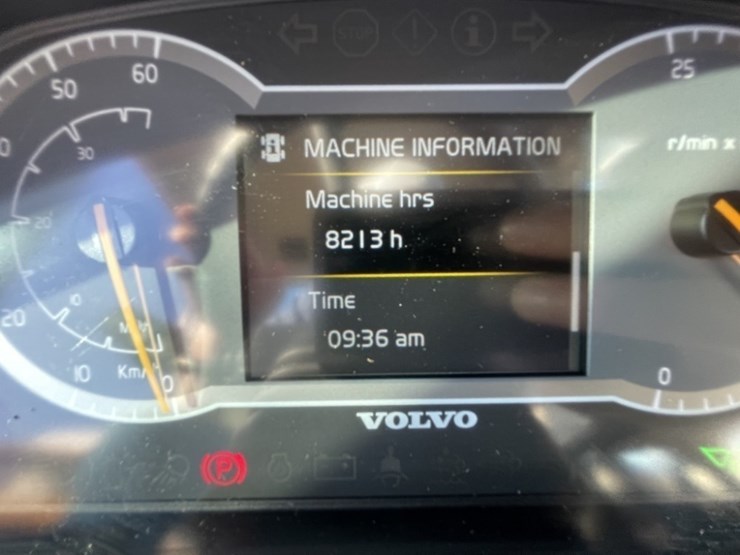 STOP
60
50
25
MACHINE INFORMATION
30
r/min x
Machine hrs
8213 h
20
Time
10
20
09:36 am
10
Km/
0
0
VOLVO
P